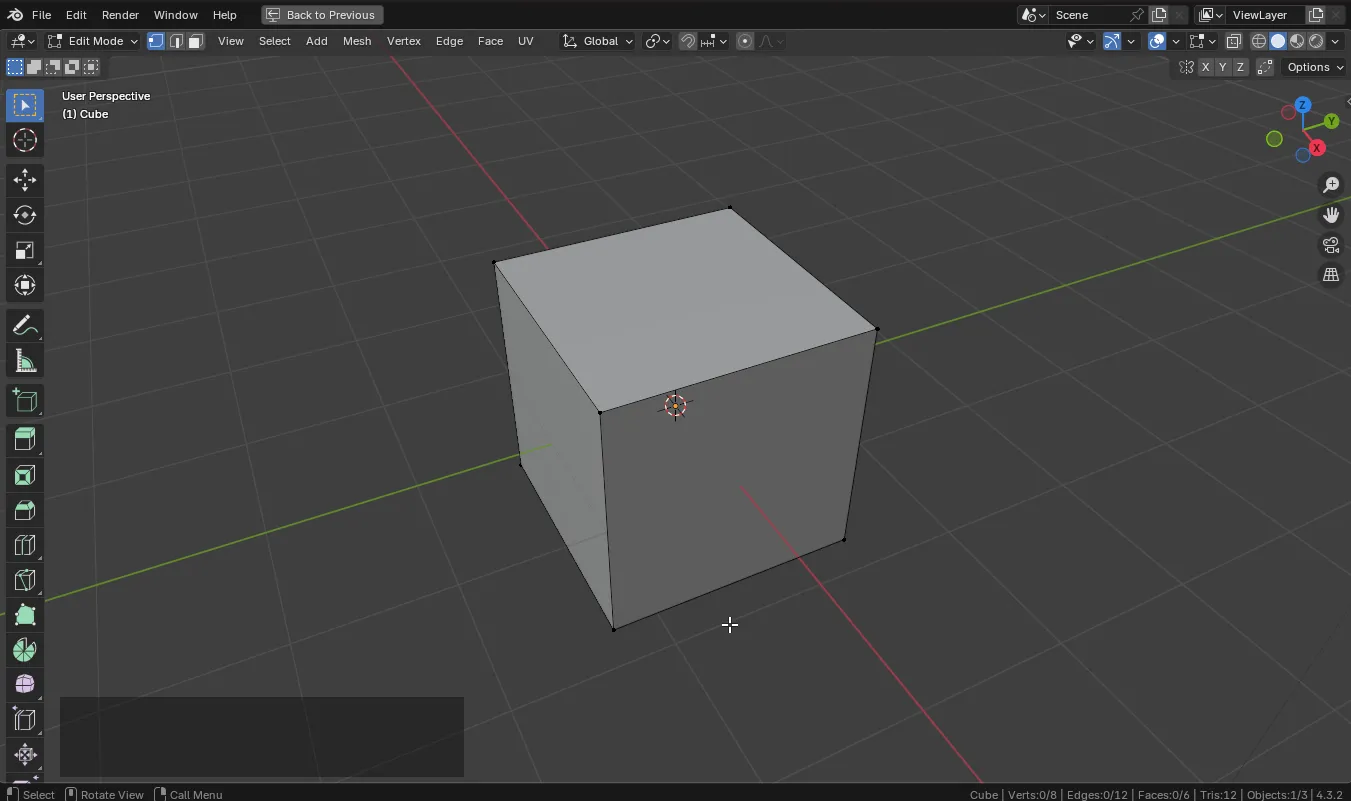 File Edit Render Window Help Back to Previous Scene ViewLayer
Edit Mode View Select Add Mesh Vertex Edge Face UV Global
X Y Z Options
User Perspective
(1) Cube
Z
Y
X
Select Rotate View Call Menu Cube | Verts:0/8 | Edges:0/12 | Faces:0/6 | Tris:12 | Objects:1/3 | 4.3.2